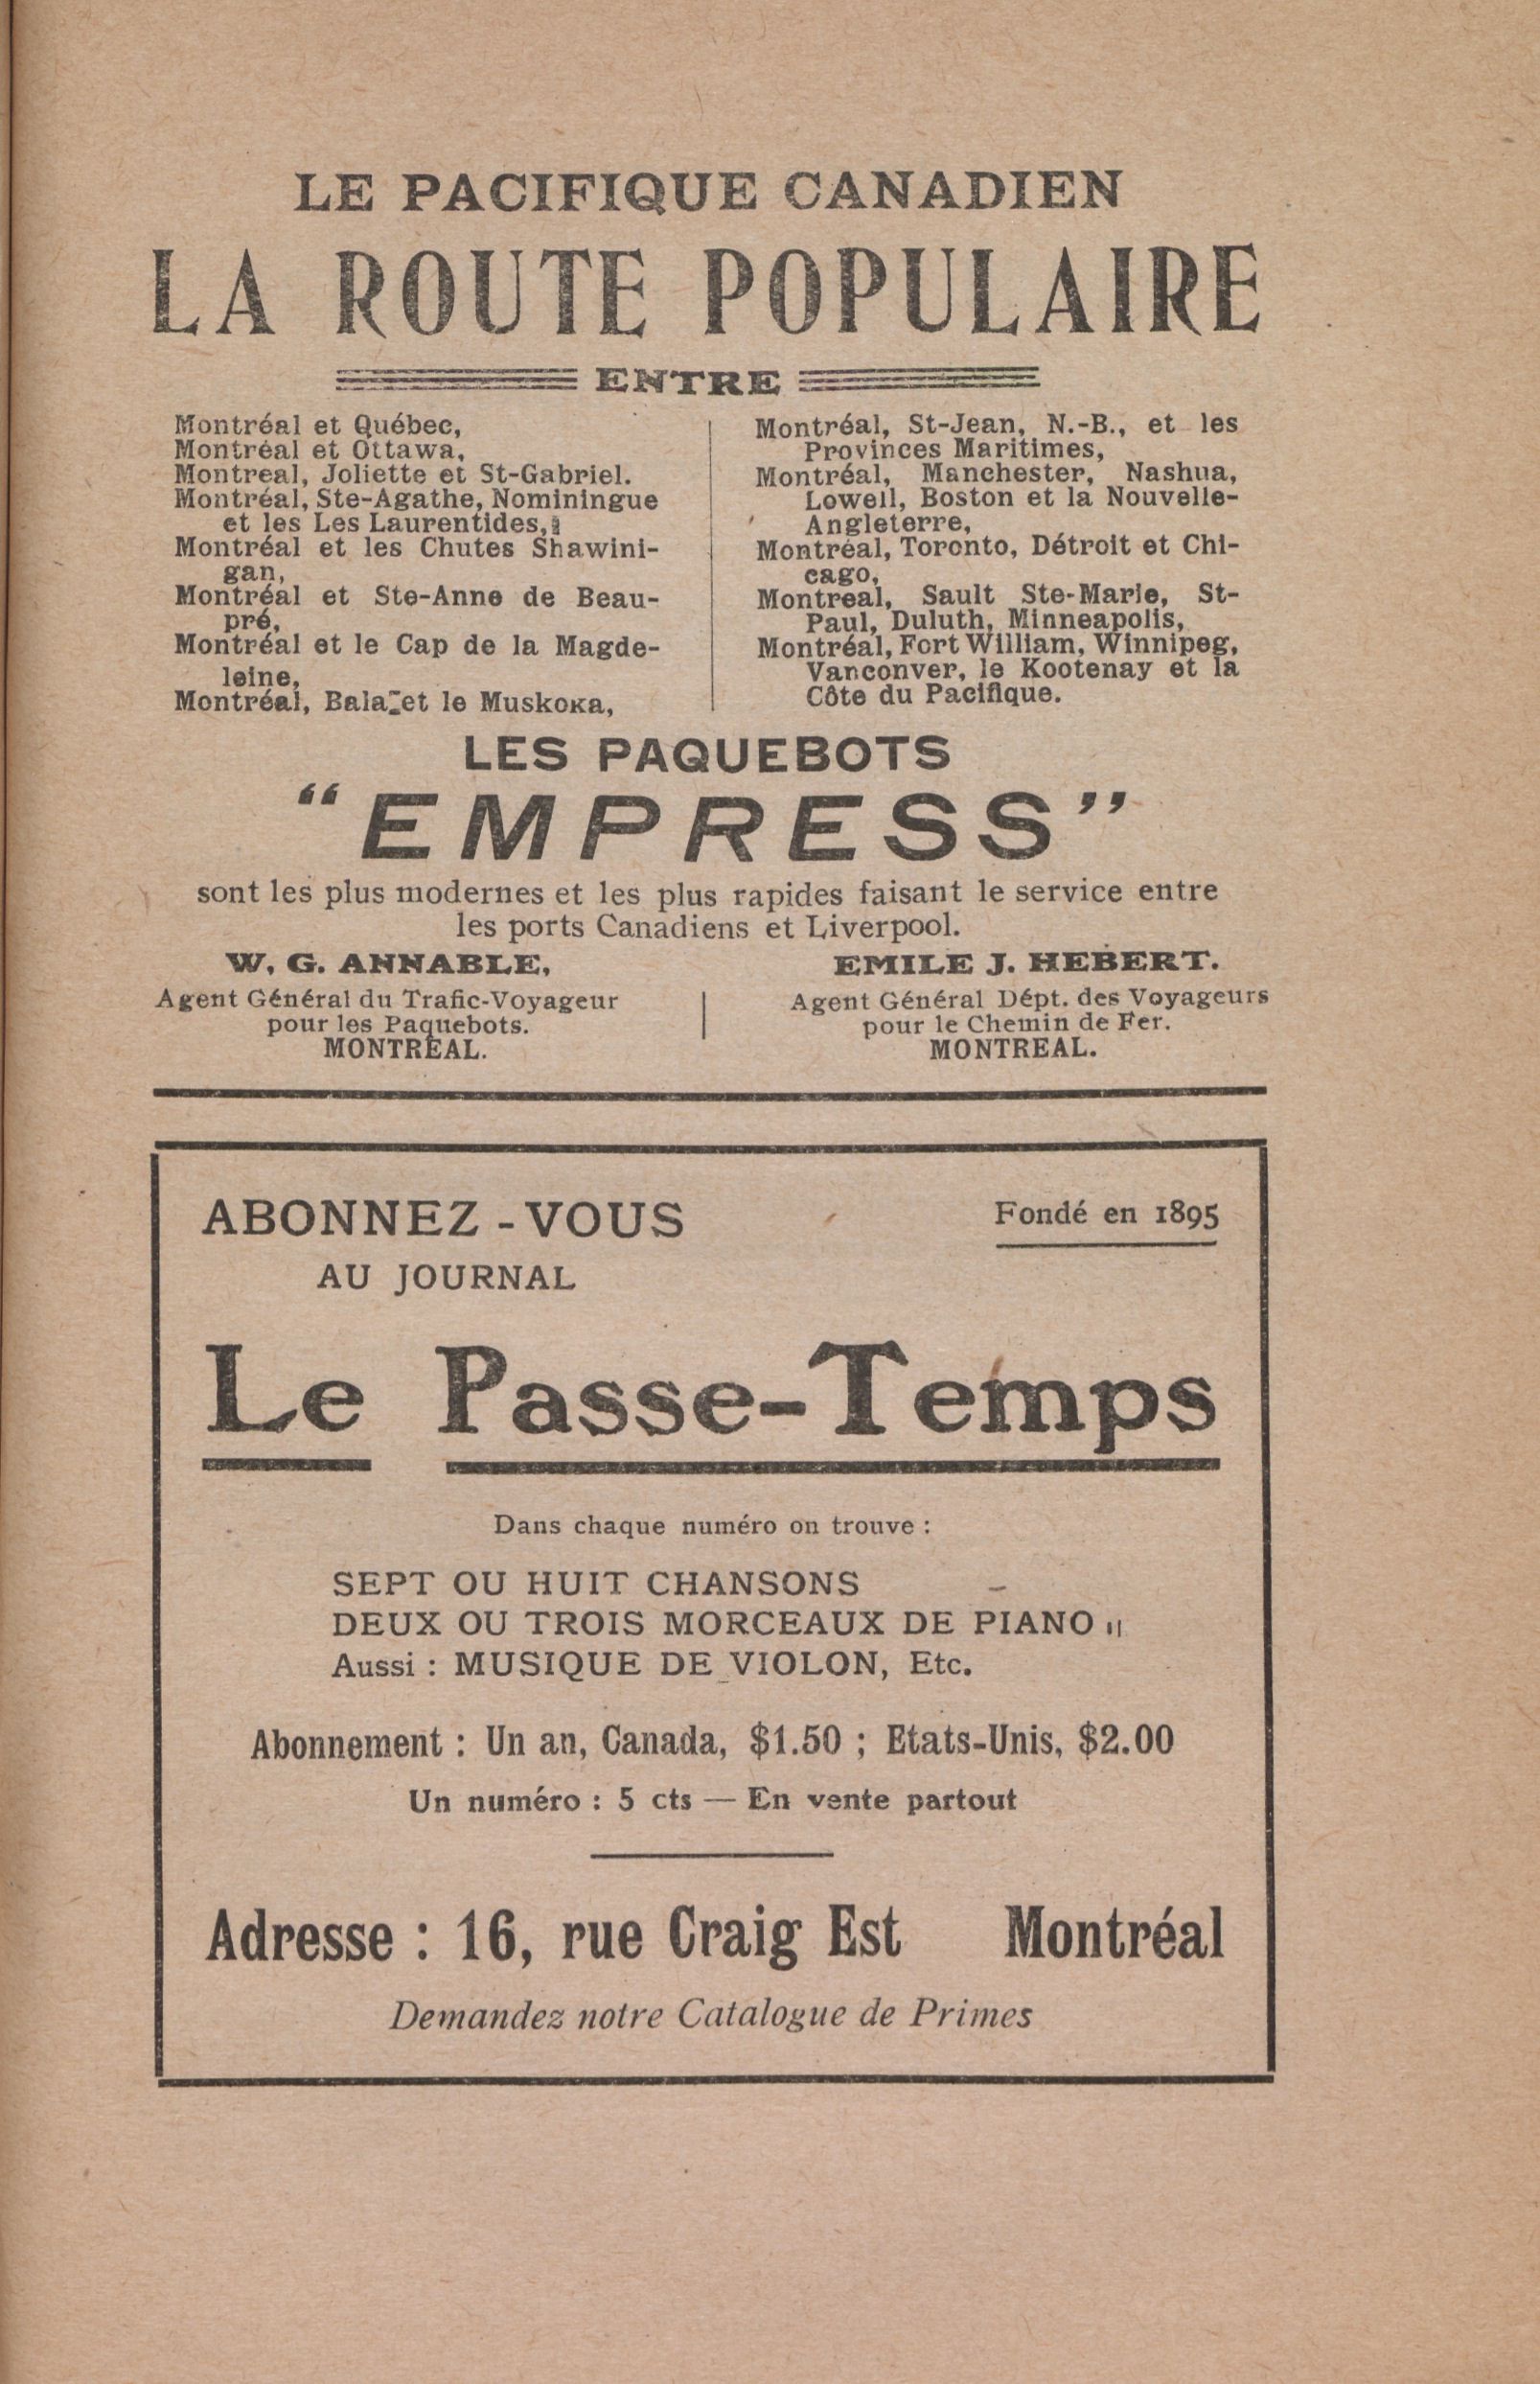 LE PACIFIQUE CANADIEN
LA ROUTE POPULAIRE
ENTRE
Montréal et Québec,
Montréal et Ottawa,
Montreal, Joliette et St-Gabriel.
Montréal, Ste-Agathe, Nominingue
et les Les Laurentides,
Montréal et les Chutes Shawini-
gan,
Montréal et Ste-Anne de Beau-
pré,
Montréal et le Cap de la Magde-
leine,
Montréal, Bala et le Muskoka,
Montréal, St-Jean, N.-B., et les
Provinces Maritimes,
Montréal, Manchester, Nashua,
Lowell, Boston et la Nouvelle-
Angleterre,
Montréal, Toronto, Détroit et Chi-
cago,
Montreal, Sault Ste-Marie, St-
Paul, Duluth, Minneapolis,
Montréal, Fort William, Winnipeg,
Vanconver, le Kootenay et la
Côte du Pacifique.
LES PAQUEBOTS
"EMPRESS"
sont les plus modernes et les plus rapides faisant le service entre
les ports Canadiens et Liverpool.
W. G. ANNABLE,
Agent Général du Trafic-Voyageur
pour les Paquebots.
MONTREAL.
EMILE J. HEBERT.
Agent Général Dépt. des Voyageurs
pour le Chemin de Fer.
MONTREAL.
ABONNEZ-VOUS
Fondé en 1895
AU JOURNAL
Le Passe-Temps
Dans chaque numéro on trouve :
SEPT OU HUIT CHANSONS
DEUX OU TROIS MORCEAUX DE PIANO
Aussi : MUSIQUE DE VIOLON, Etc.
Abonnement : Un an, Canada, $1.50 ; Etats-Unis, $2.00
Un numéro : 5 cts — En vente partout
Adresse : 16, rue Craig Est Montréal
Demandez notre Catalogue de Primes